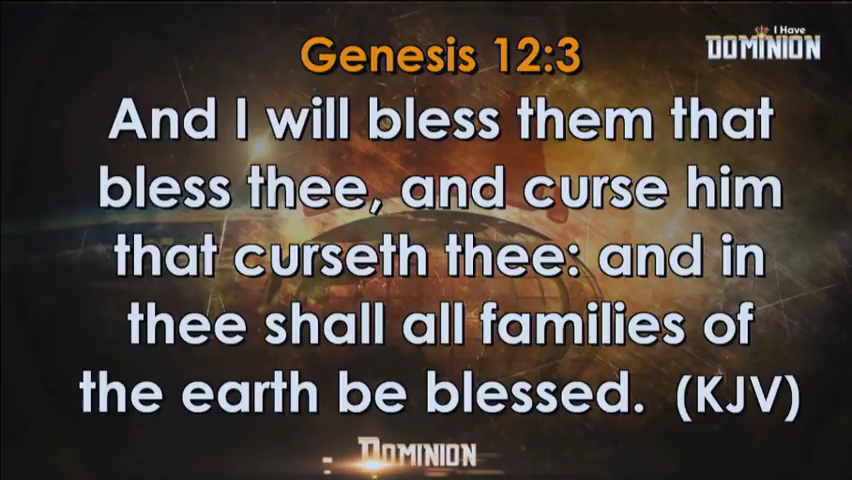 I Have
DOMINION
Genesis 12:3
And I will bless them that
bless thee, and curse him
that curseth thee: and in
thee shall all families of
the earth be blessed. (KJV)
DOMINION